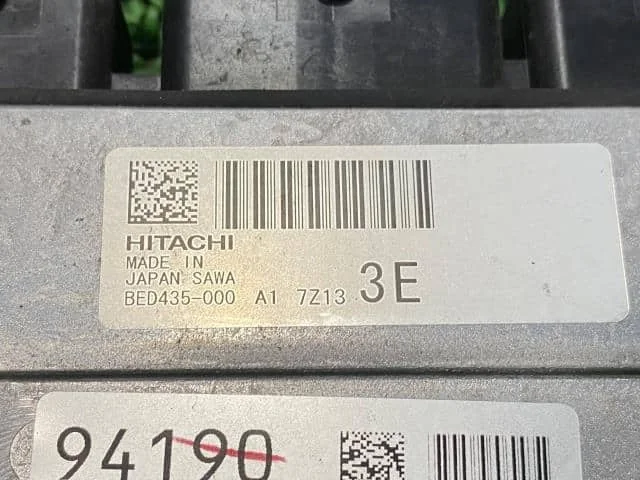 HITACHI
MADE IN
JAPAN SAWA
BED435-000 A1 7Z13 3E
94190